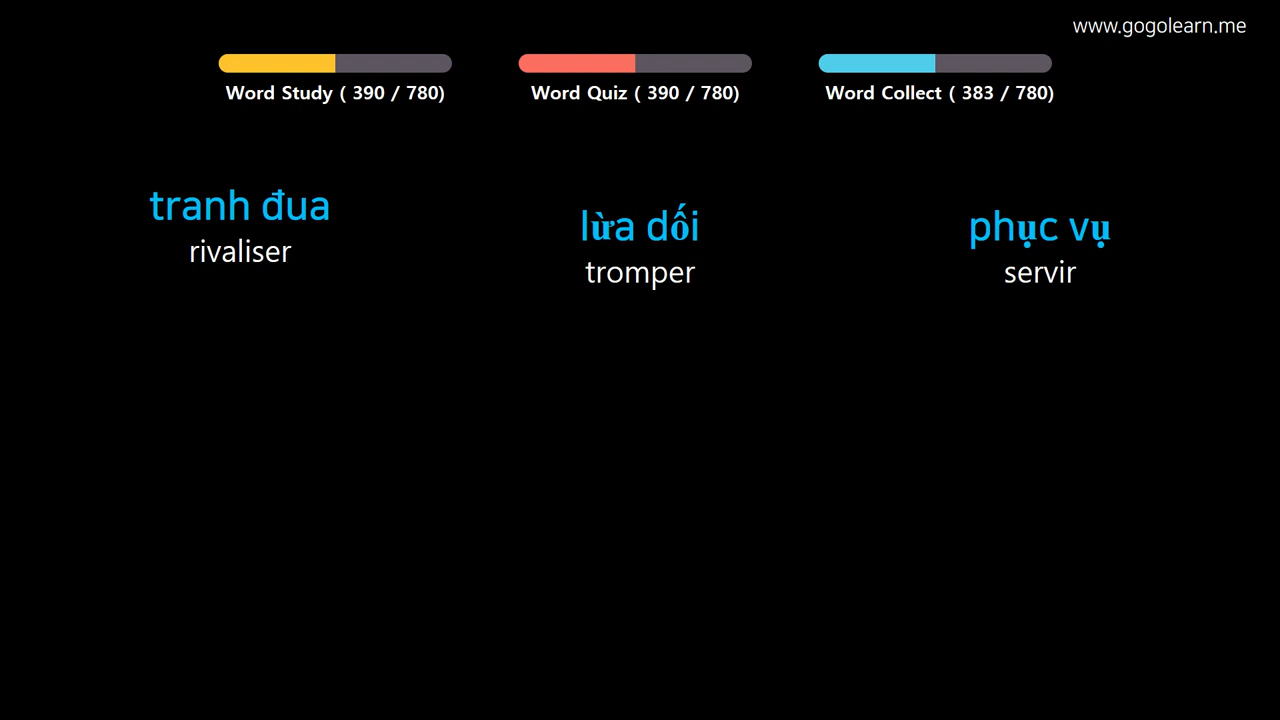 www.gogolearn.me
Word Study ( 390 / 780)
Word Quiz ( 390 / 780)
Word Collect ( 383 / 780)
tranh đua
rivaliser
lừa dối
tromper
phục vụ
servir